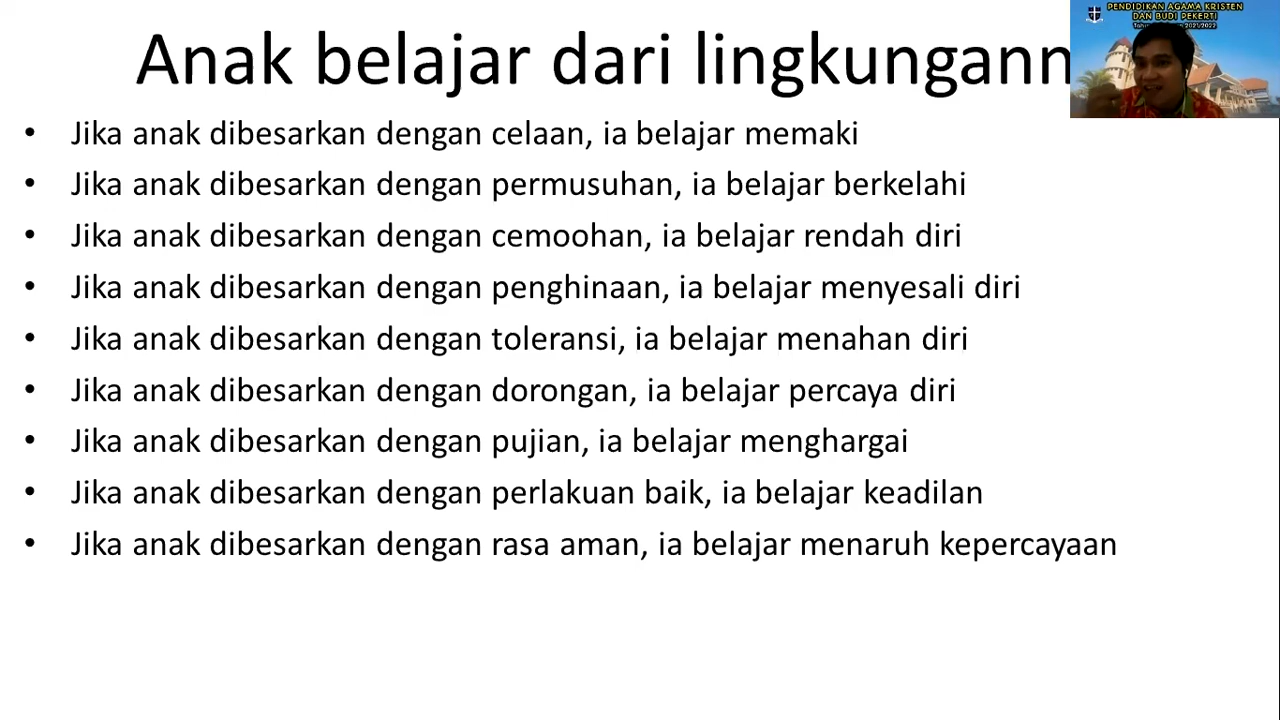 Anak belajar dari lingkungann
PENDIDIKAN AGAMA KRISTEN
DAN BUDI PEKERTI
2021/2022
• Jika anak dibesarkan dengan celaan, ia belajar memaki
• Jika anak dibesarkan dengan permusuhan, ia belajar berkelahi
• Jika anak dibesarkan dengan cemoohan, ia belajar rendah diri
• Jika anak dibesarkan dengan penghinaan, ia belajar menyesali diri
• Jika anak dibesarkan dengan toleransi, ia belajar menahan diri
• Jika anak dibesarkan dengan dorongan, ia belajar percaya diri
• Jika anak dibesarkan dengan pujian, ia belajar menghargai
• Jika anak dibesarkan dengan perlakuan baik, ia belajar keadilan
• Jika anak dibesarkan dengan rasa aman, ia belajar menaruh kepercayaan